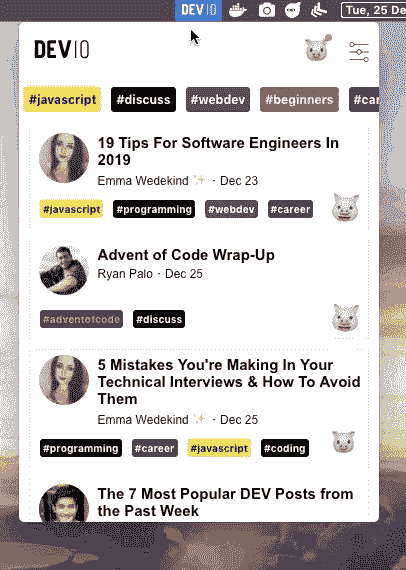 DEVIO
Tue, 25 De
DEVIO
#javascript #discuss #webdev #beginners #car
19 Tips For Software Engineers In
2019
Emma Wedekind ✨ · Dec 23
#javascript #programming #webdev #career
Advent of Code Wrap-Up
Ryan Palo · Dec 25
#adventofcode #discuss
5 Mistakes You're Making In Your
Technical Interviews & How To Avoid
Them
Emma Wedekind ✨ · Dec 25
#programming #career #javascript #coding
The 7 Most Popular DEV Posts from
the Past Week